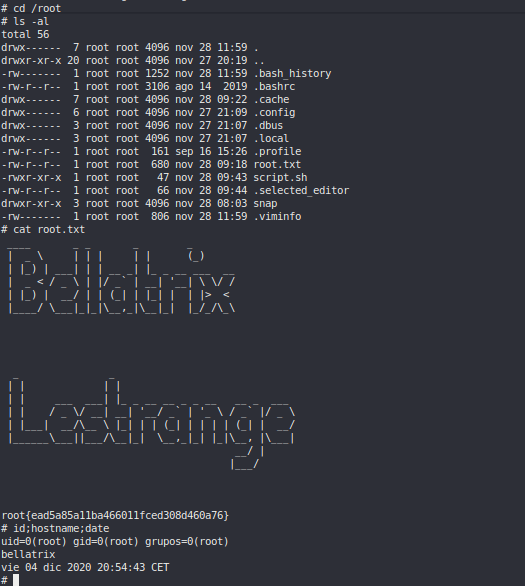 # cd /root
# ls -al
total 56
drwx------  7 root root 4096 nov 28 11:59 .
drwxr-xr-x 20 root root 4096 nov 27 20:19 ..
-rw-------  1 root root 1252 nov 28 11:59 .bash_history
-rw-r--r--  1 root root 3106 ago 14  2019 .bashrc
drwx------  7 root root 4096 nov 28 09:22 .cache
drwx------  6 root root 4096 nov 27 21:09 .config
drwx------  3 root root 4096 nov 27 21:07 .dbus
drwx------  3 root root 4096 nov 27 21:07 .local
-rw-r--r--  1 root root  161 sep 16 15:26 .profile
-rw-r--r--  1 root root  680 nov 28 09:18 root.txt
-rwxr-xr-x  1 root root   47 nov 28 09:43 script.sh
-rw-r--r--  1 root root   66 nov 28 09:44 .selected_editor
drwxr-xr-x  3 root root 4096 nov 28 08:03 snap
-rw-------  1 root root  806 nov 28 11:59 .viminfo
# cat root.txt
Bellatrix
Lestrange
root{ead5a85a11ba466011fced308d460a76}
# id;hostname;date
uid=0(root) gid=0(root) grupos=0(root)
bellatrix
vie 04 dic 2020 20:54:43 CET
#